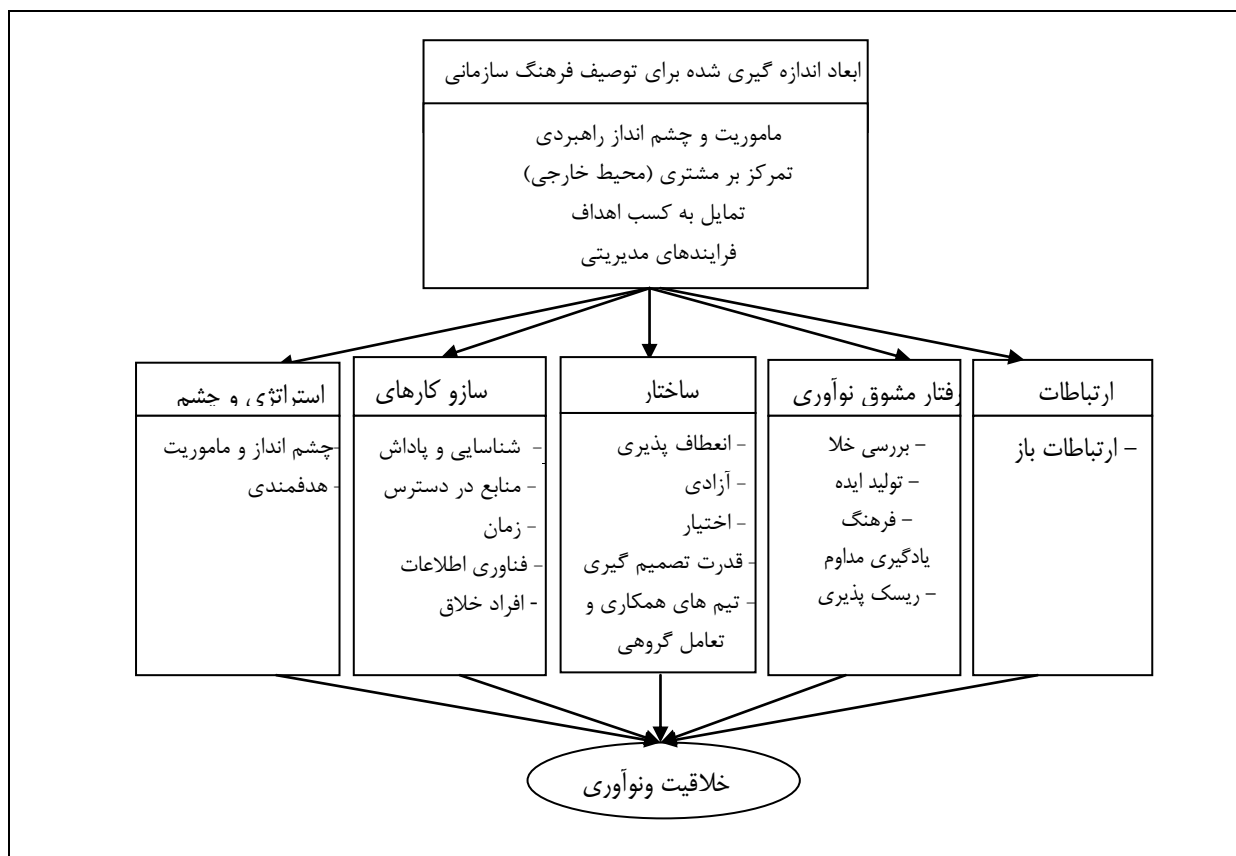 ابعاد اندازه گیری شده برای توصیف فرهنگ سازمانی
ماموریت و چشم انداز راهبردی
تمرکز بر مشتری (محیط خارجی)
تمایل به کسب اهداف
فرایندهای مدیریتی
ارتباطات
– ارتباطات باز
رفتار مشوق نوآوری
– بررسی خلا
– تولید ایده
– فرهنگ
یادگیری مداوم
– ریسک پذیری
ساختار
– انعطاف پذیری
– آزادی
– اختیار
– قدرت تصمیم گیری
– تیم های همکاری و
تعامل گروهی
سازو کارهای
- شناسایی و پاداش
- منابع در دسترس
- زمان
- فناوری اطلاعات
- افراد خلاق
استراتژی و چشم
-چشم انداز و ماموریت
- هدفمندی
خلاقیت ونوآوری